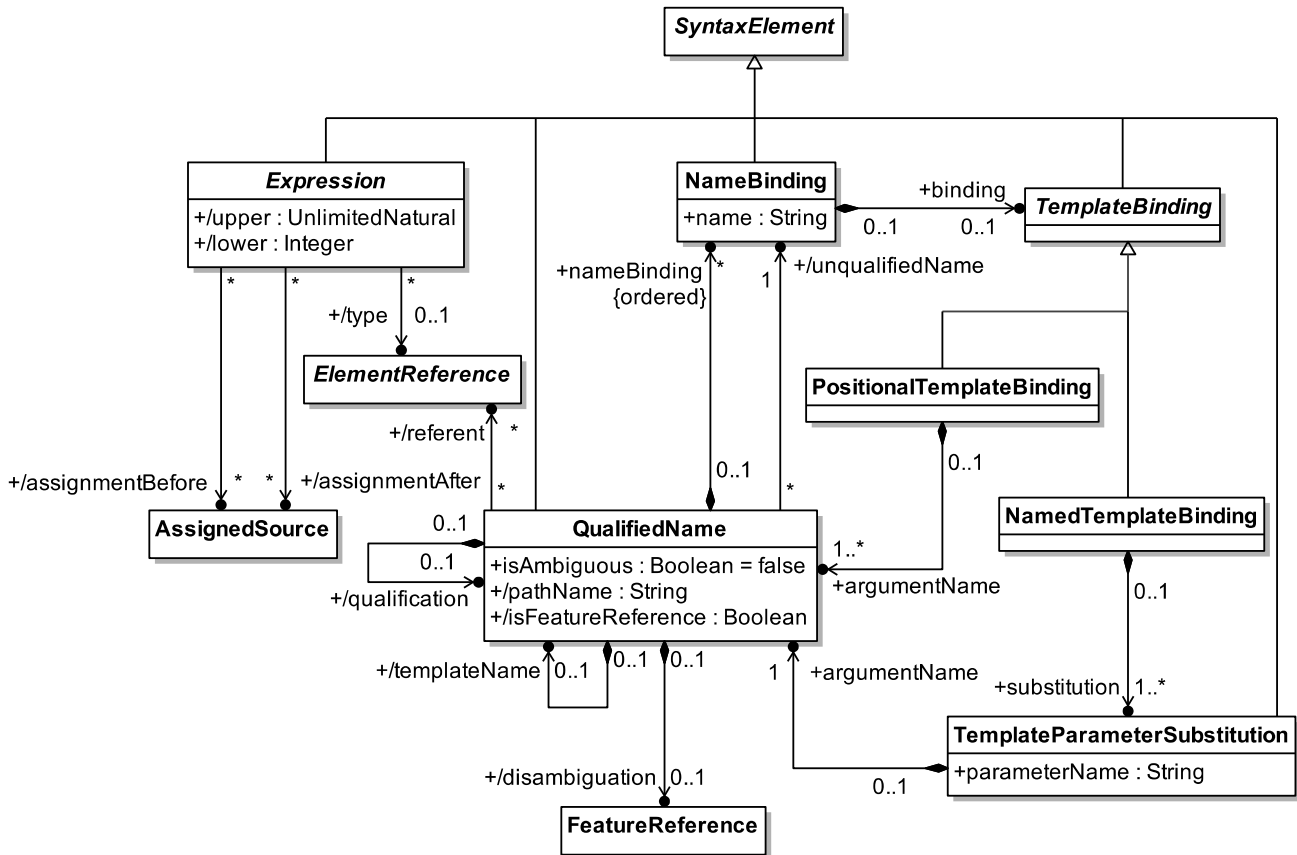 SyntaxElement
Expression
+/upper : UnlimitedNatural
+/lower : Integer
NameBinding
+name : String
+binding
0..1
0..1
TemplateBinding
*
*
*
+/type
0..1
+nameBinding
*
{ordered}
1
+/unqualifiedName
ElementReference
PositionalTemplateBinding
+/referent
*
0..1
0..1
+/assignmentBefore
*
*
+/assignmentAfter
*
*
AssignedSource
QualifiedName
+isAmbiguous : Boolean = false
+/pathName : String
+/isFeatureReference : Boolean
NamedTemplateBinding
0..1
0..1
+/qualification
1..*
+argumentName
0..1
+/templateName
0..1
0..1
0..1
1
+argumentName
+substitution
1..*
TemplateParameterSubstitution
+parameterName : String
0..1
+/disambiguation
0..1
FeatureReference